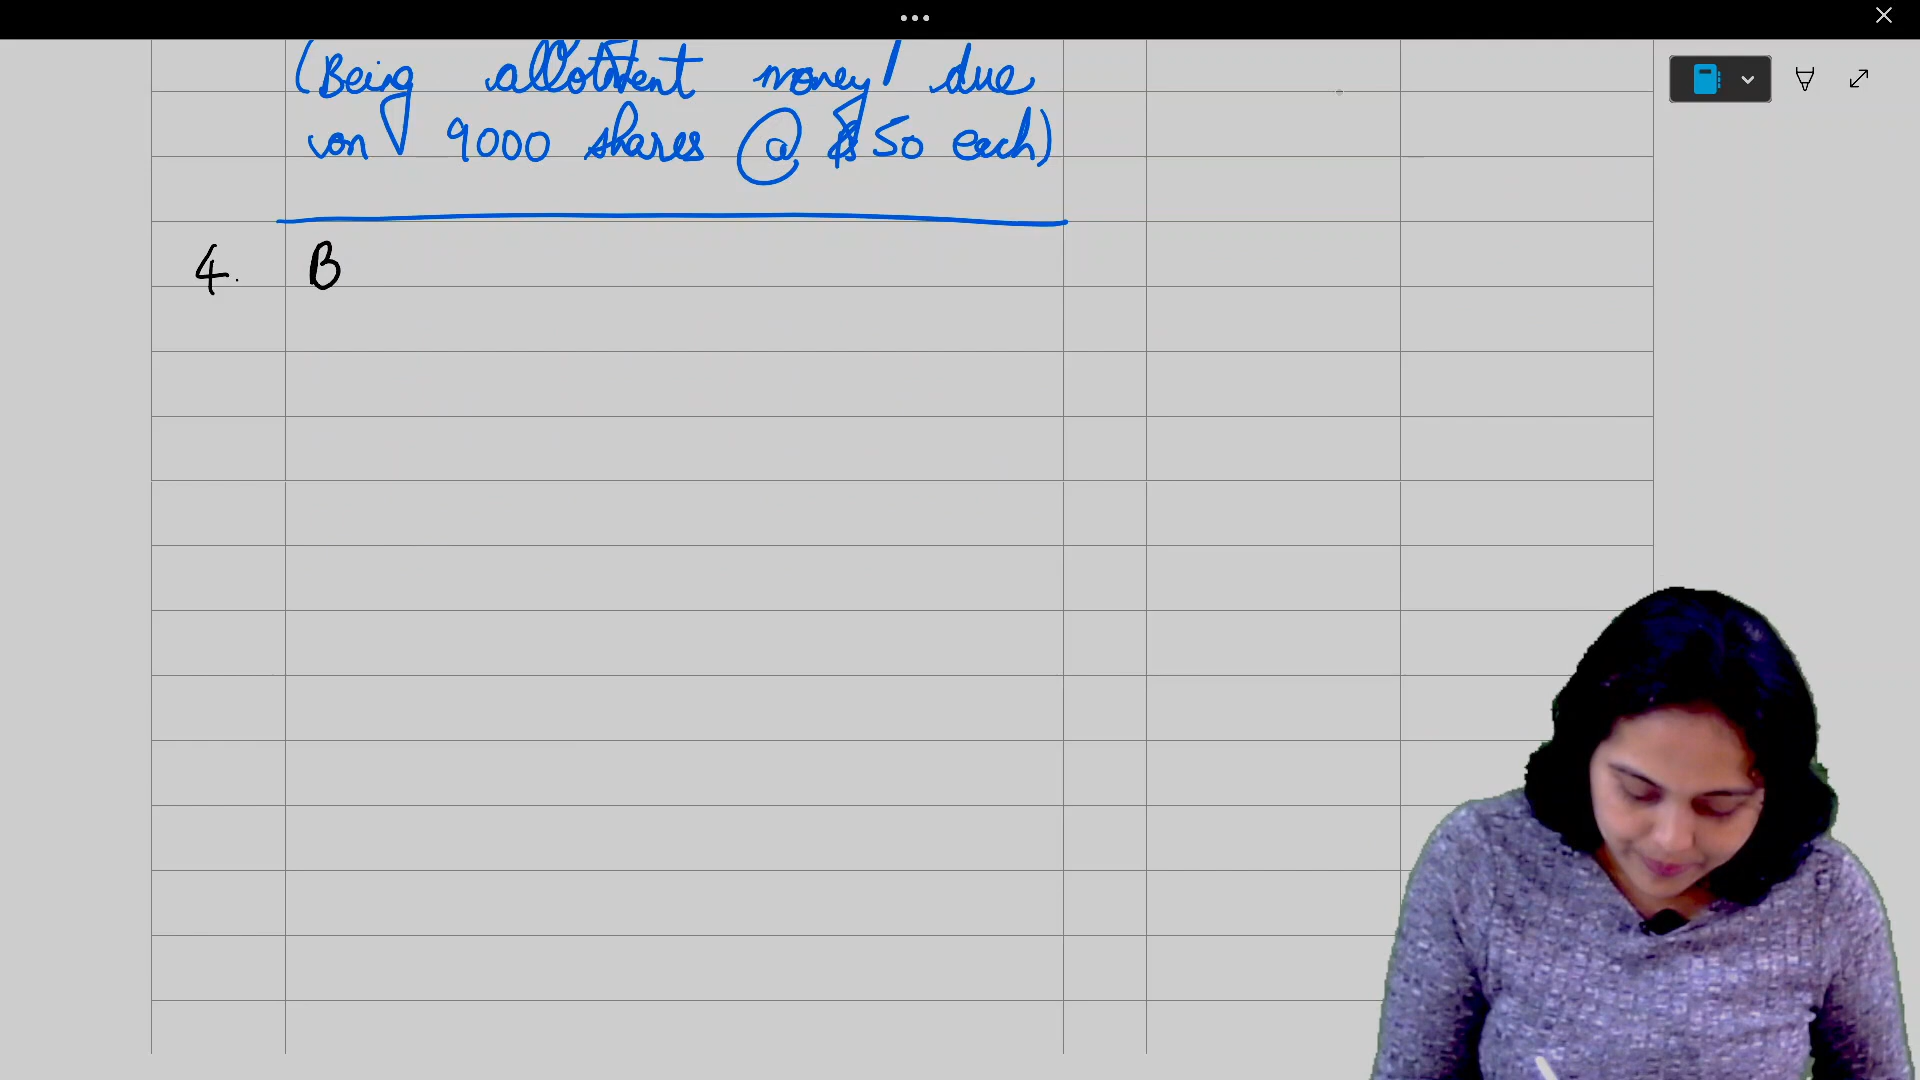 (Being allotment money due
on 9000 shares @ $50 each)
4. B